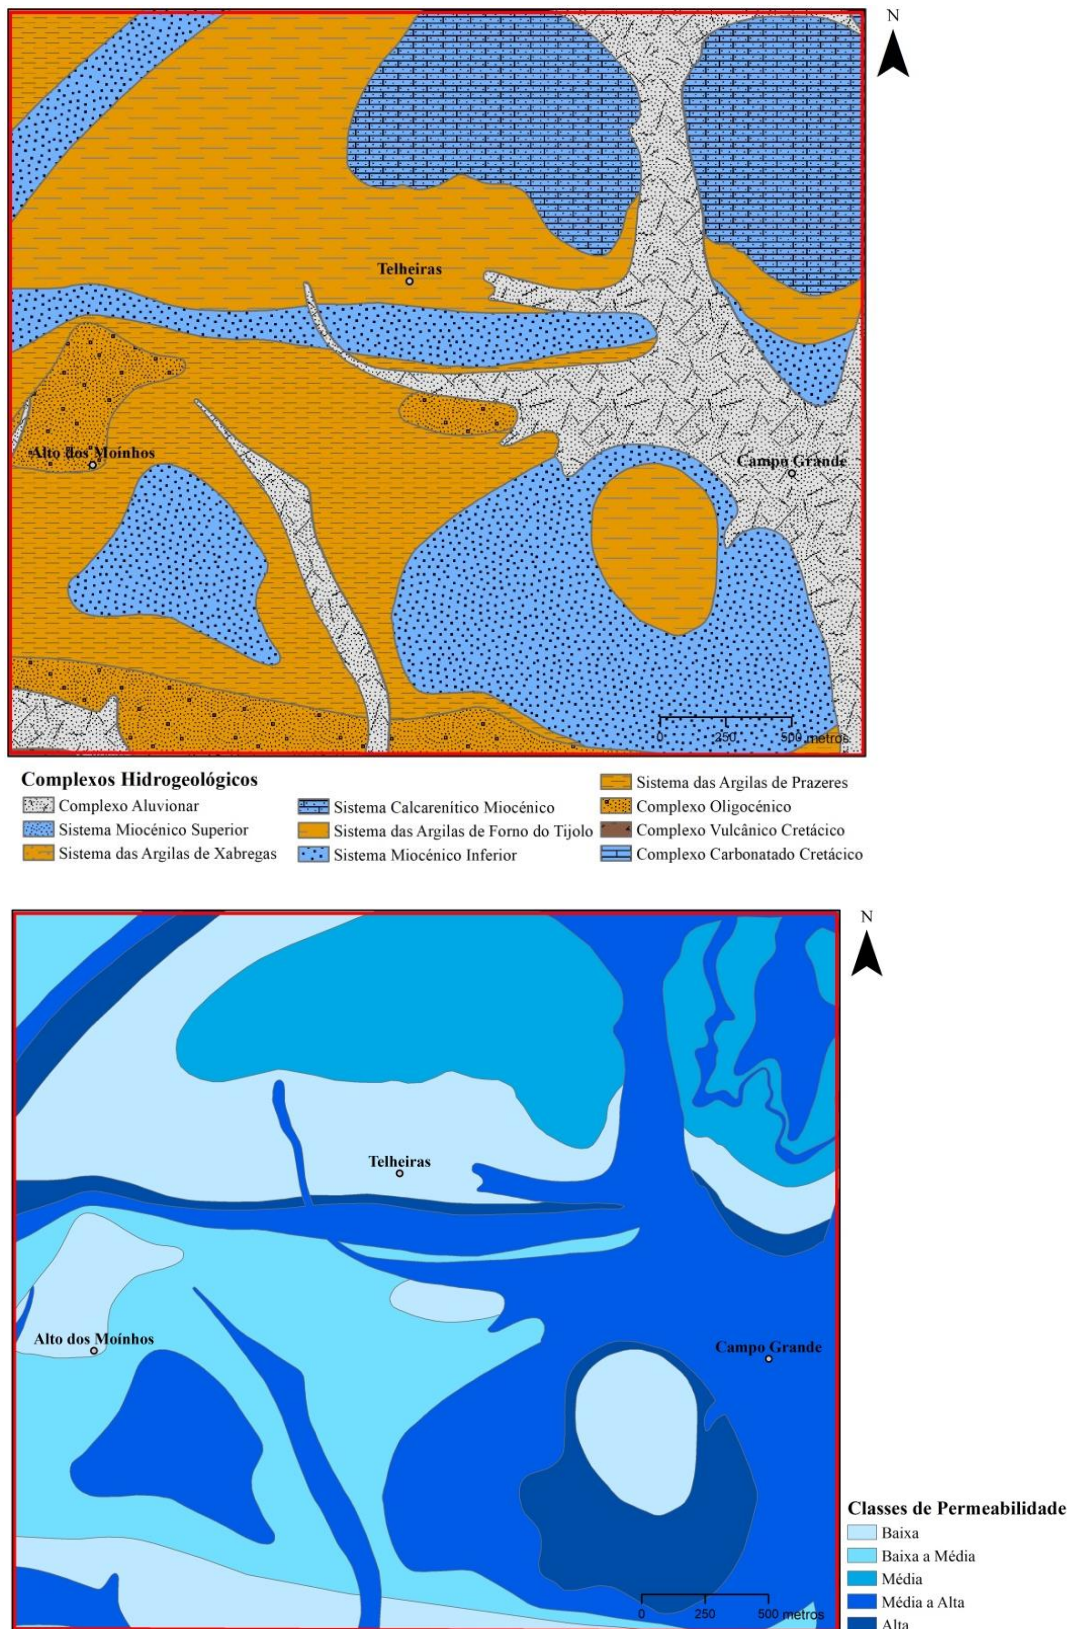 N
Telheiras
Alto dos Moínhos
Campo Grande
0 250 500 metros
Complexos Hidrogeológicos
Complexo Aluvionar
Sistema Miocénico Superior
Sistema das Argilas de Xabregas
Sistema Calcarenítico Miocénico
Sistema das Argilas de Forno do Tijolo
Sistema Miocénico Inferior
Sistema das Argilas de Prazeres
Complexo Oligocénico
Complexo Vulcânico Cretácico
Complexo Carbonatado Cretácico
N
Telheiras
Alto dos Moínhos
Campo Grande
0 250 500 metros
Classes de Permeabilidade
Baixa
Baixa a Média
Média
Média a Alta
Alta